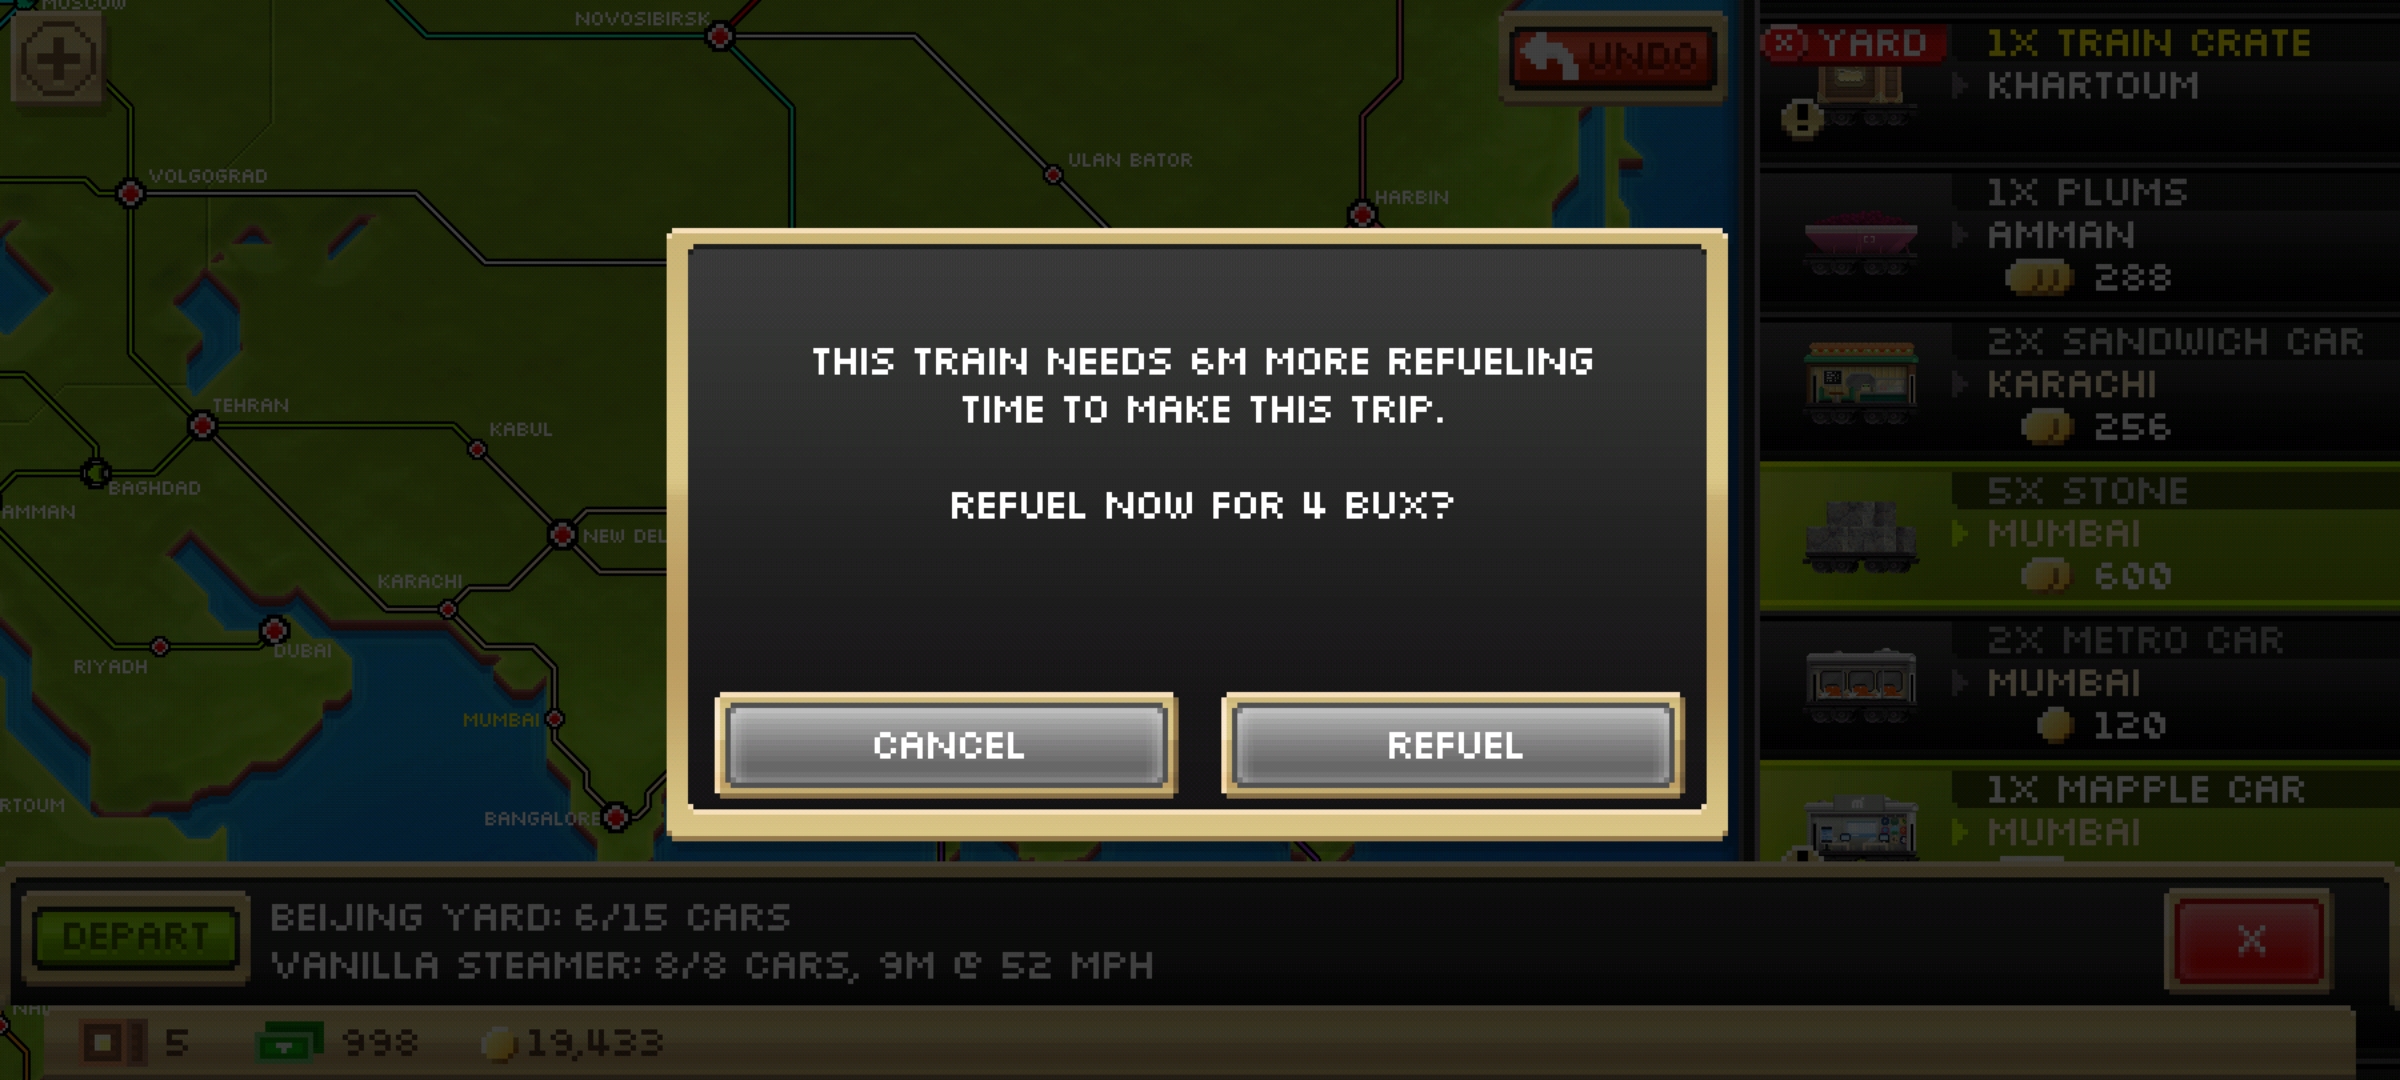 MOSCOW
NOVOSIBIRSK
UNDO
YARD
1X TRAIN CRATE
KHARTOUM
ULAN BATOR
VOLGOGRAD
HARBIN
1X PLUMS
AMMAN
288
THIS TRAIN NEEDS 6M MORE REFUELING
TIME TO MAKE THIS TRIP.
REFUEL NOW FOR 4 BUX?
2X SANDWICH CAR
KARACHI
256
TEHRAN
KABUL
BAGHDAD
AMMAN
NEW DEL
5X STONE
MUMBAI
600
KARACHI
DUBAI
RIYADH
2X METRO CAR
MUMBAI
120
MUMBAI
CANCEL
REFUEL
1X MAPPLE CAR
MUMBAI
RTOUM
BANGALORE
DEPART
BEIJING YARD: 6/15 CARS
VANILLA STEAMER: 8/8 CARS, 9M @ 52 MPH
X
5
998
19,433